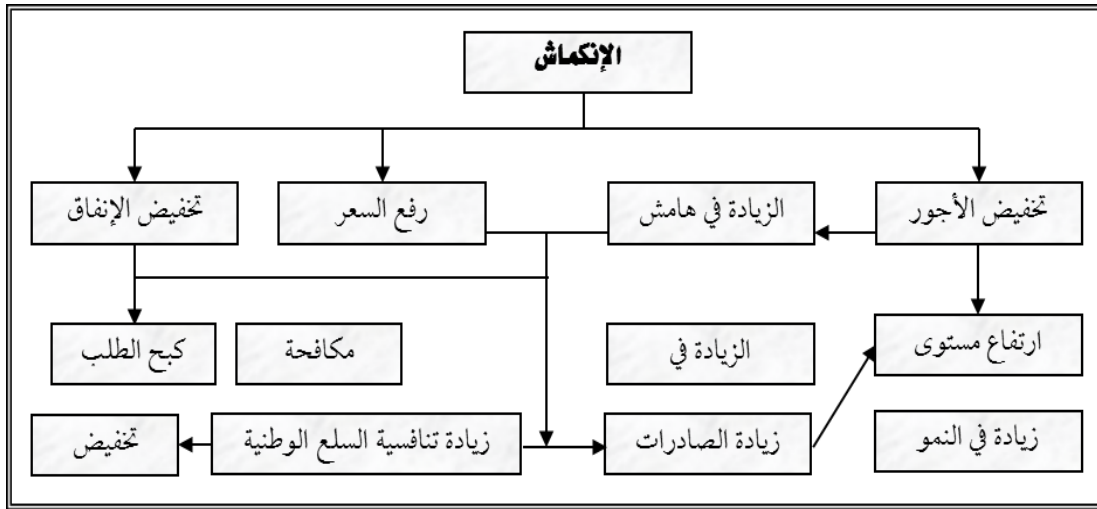 الإنكماش
تخفيض الأجور
الزيادة في هامش
رفع السعر
تخفيض الإنفاق
ارتفاع مستوى
الزيادة في
مكافحة
كبح الطلب
زيادة في النمو
زيادة الصادرات
زيادة تنافسية السلع الوطنية
تخفيض